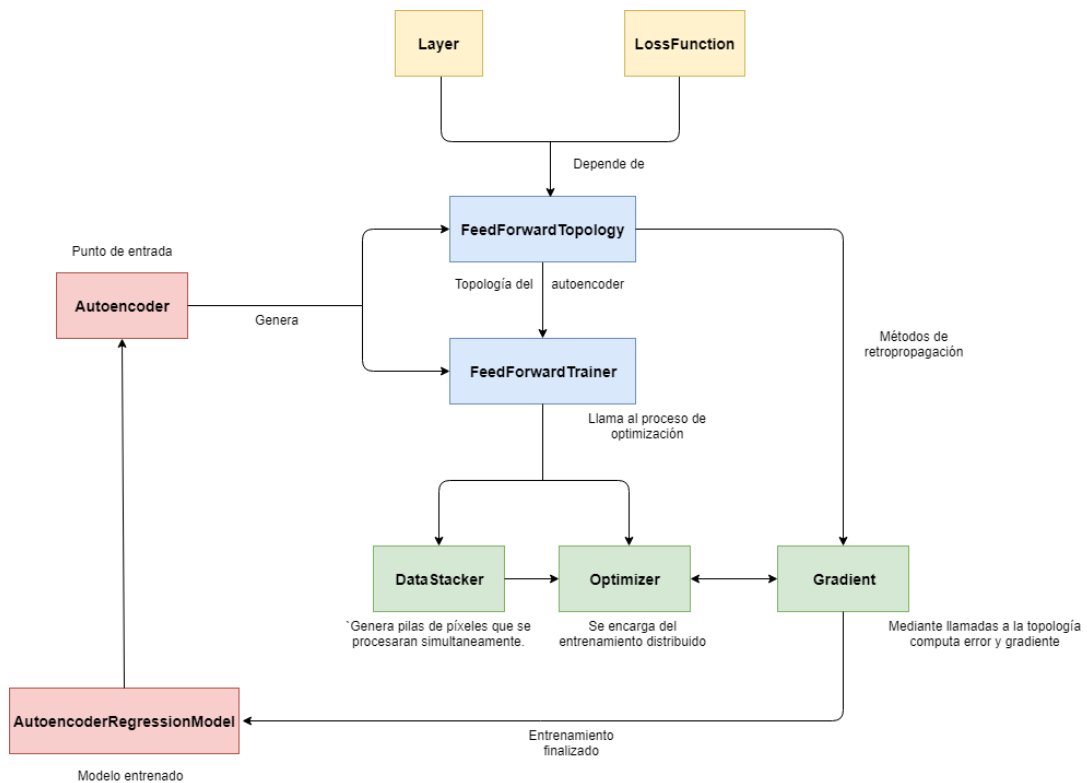 Layer
LossFunction
Depende de
FeedForwardTopology
Punto de entrada
Autoencoder
Genera
Topología del autoencoder
Métodos de
retropropagación
FeedForwardTrainer
Llama al proceso de
optimización
DataStacker
Optimizer
Gradient
`Genera pilas de píxeles que se
procesaran simultaneamente.
Se encarga del
entrenamiento distribuido
Mediante llamadas a la topología
computa error y gradiente
AutoencoderRegressionModel
Entrenamiento
finalizado
Modelo entrenado